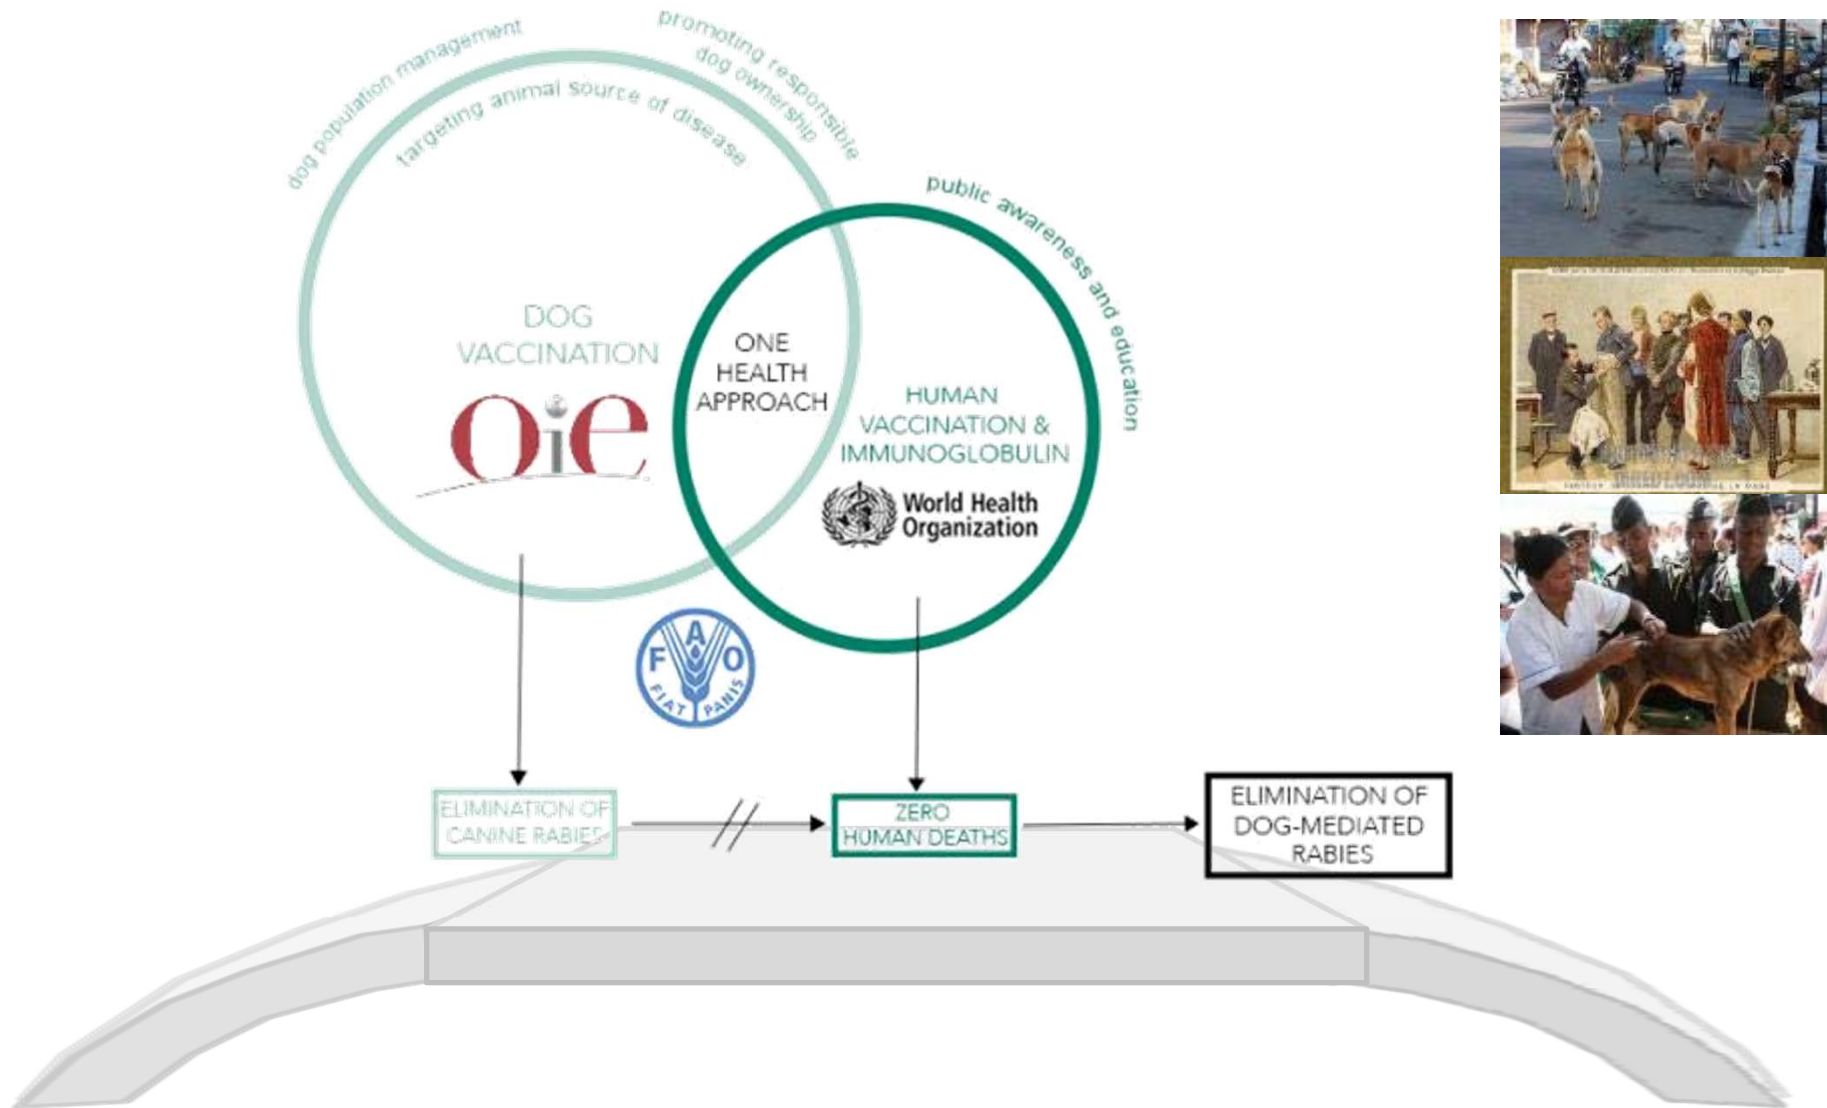 dog population management
targeting animal source of disease
promoting responsible
dog ownership
public awareness and education
DOG
VACCINATION
oie
ONE
HEALTH
APPROACH
HUMAN
VACCINATION &
IMMUNOGLOBULIN
World Health
Organization
F A O
FIAT PANIS
ELIMINATION OF
CANINE RABIES
ZERO
HUMAN DEATHS
ELIMINATION OF
DOG-MEDIATED
RABIES